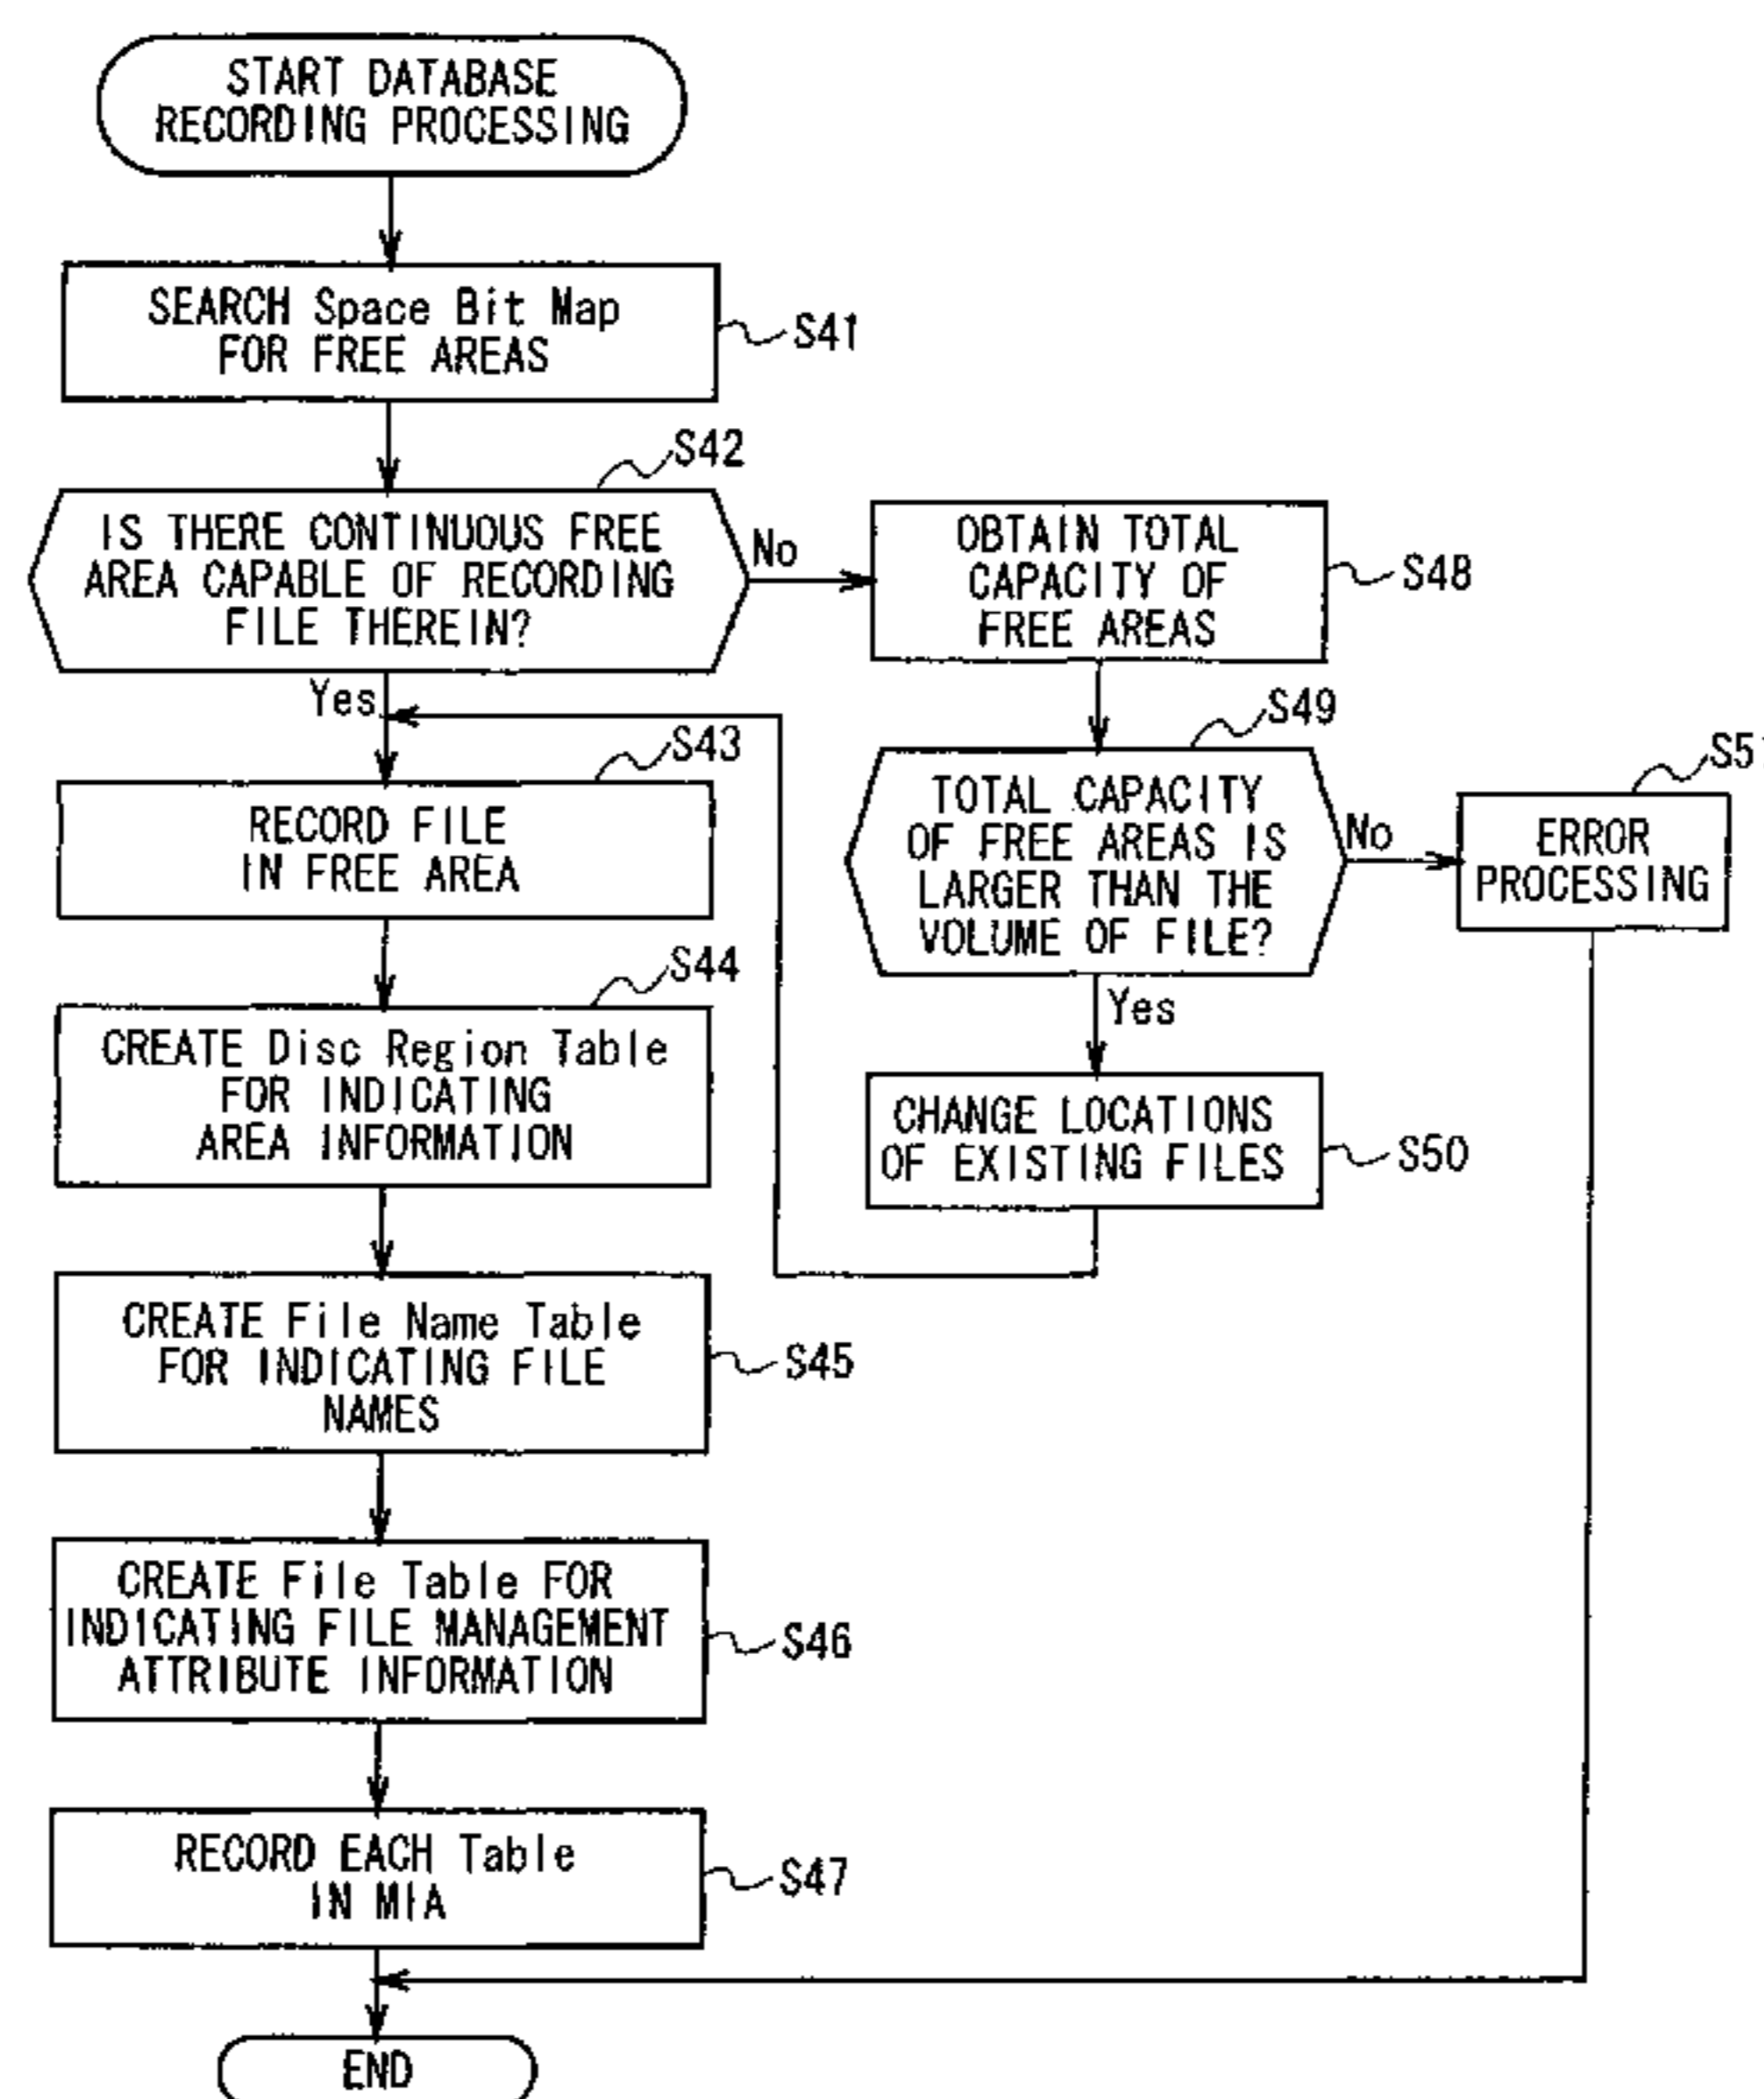 START DATABASE
RECORDING PROCESSING
SEARCH Space Bit Map
FOR FREE AREAS
S41
S42
IS THERE CONTINUOUS FREE
AREA CAPABLE OF RECORDING
FILE THEREIN?
No
Yes
OBTAIN TOTAL
CAPACITY OF
FREE AREAS
S48
S43
RECORD FILE
IN FREE AREA
S49
TOTAL CAPACITY
OF FREE AREAS IS
LARGER THAN THE
VOLUME OF FILE?
No
Yes
S51
ERROR
PROCESSING
S44
CREATE Disc Region Table
FOR INDICATING
AREA INFORMATION
CHANGE LOCATIONS
OF EXISTING FILES
S50
CREATE File Name Table
FOR INDICATING FILE
NAMES
S45
CREATE File Table FOR
INDICATING FILE MANAGEMENT
ATTRIBUTE INFORMATION
S46
RECORD EACH Table
IN MIA
S47
END